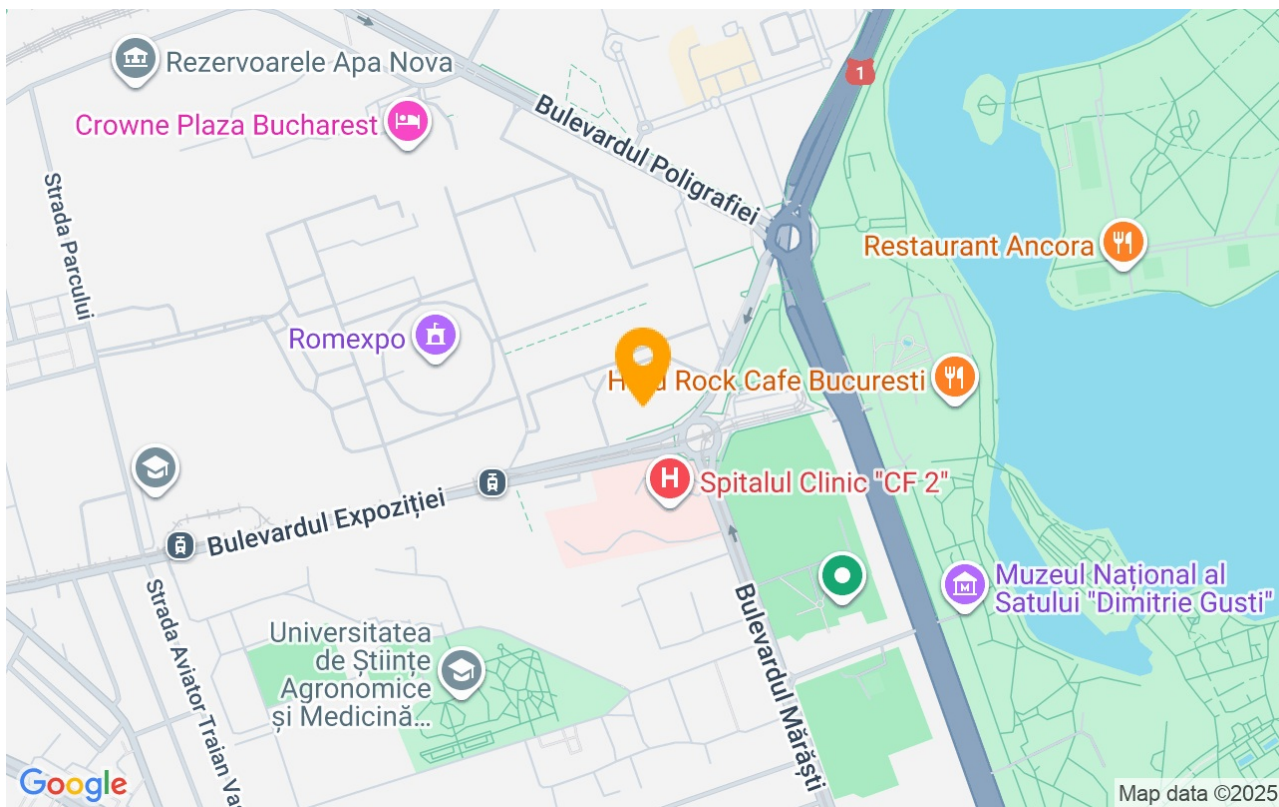 1
Rezervoarele Apa Nova
Crowne Plaza Bucharest
Bulevardul Poligrafiei
Strada Parcului
Restaurant Ancora
Romexpo
Rock Cafe Bucuresti
H
Spitalul Clinic "CF 2"
Bulevardul Expoziției
Muzeul Național al
Satului "Dimitrie Gusti"
M
Strada Aviator Traian
Universitatea
de Științe
Agronomice
și Medicină...
Bulevardul Mărăști
Google
Map data ©2025